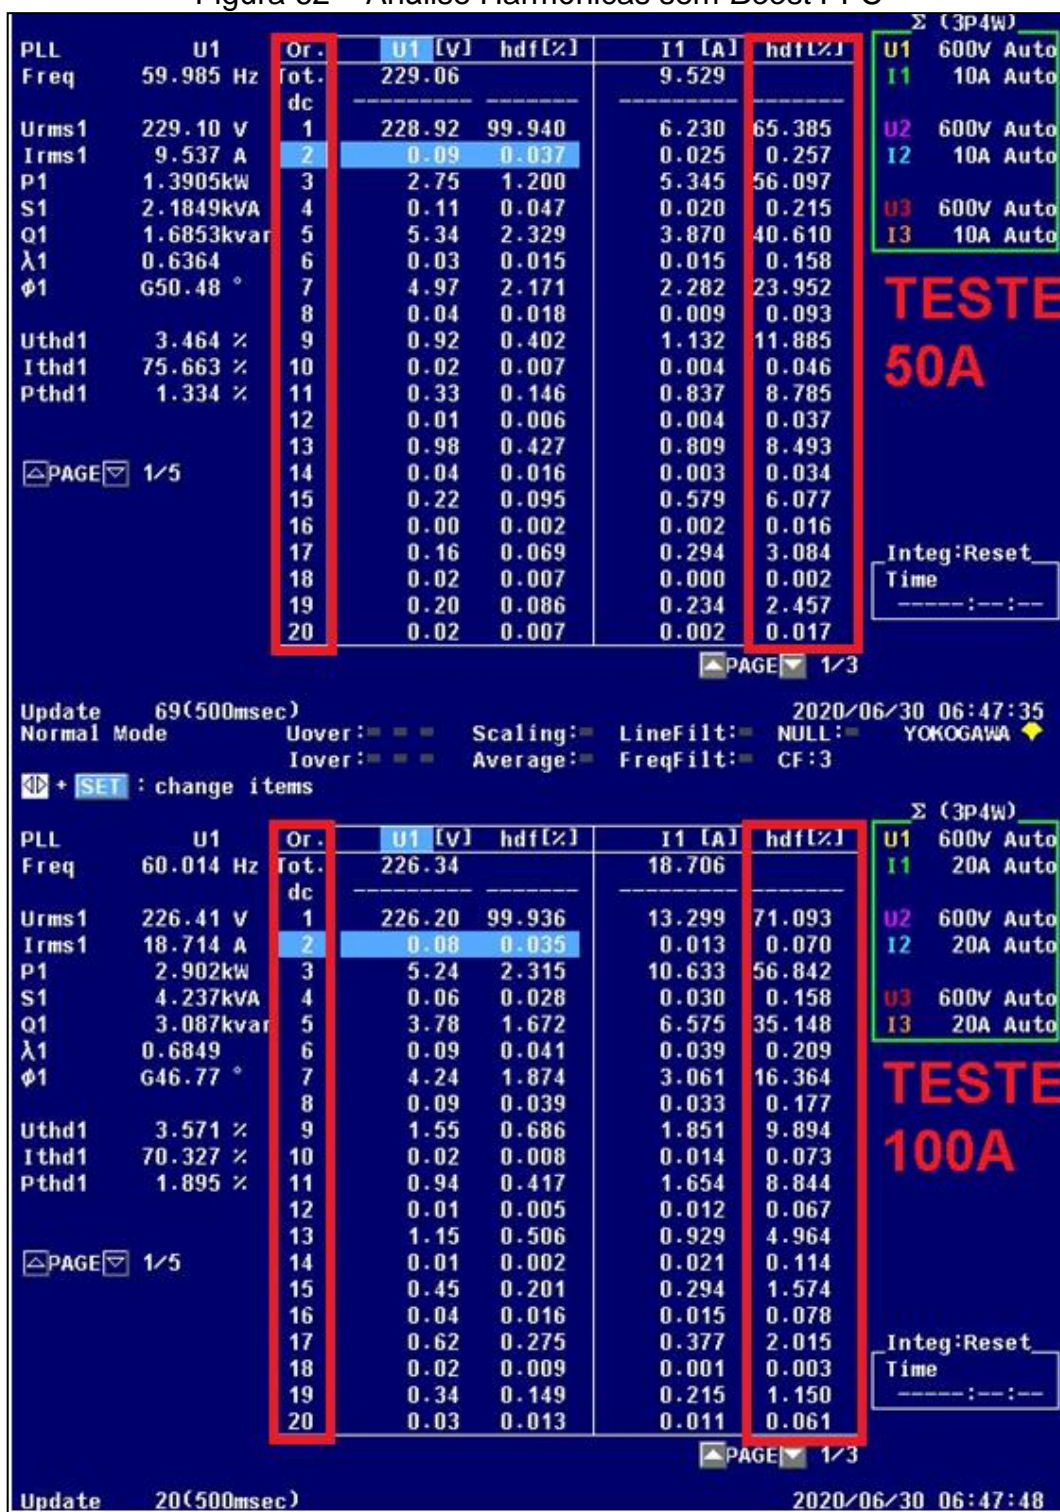 Figura 62 – Análise Harmônicas sem Boost PFC
Σ (3P4W)
PLL U1 Or. U1 [V] hdf[%] I1 [A] hdf[%] U1 600V Auto
Freq 59.985 Hz Tot. 229.06 9.529 I1 10A Auto
dc -------- ------- -------- -------
Urms1 229.10 V 1 228.92 99.940 6.230 65.385 U2 600V Auto
Irms1 9.537 A 2 0.09 0.037 0.025 0.257 I2 10A Auto
P1 1.3905kW 3 2.75 1.200 5.345 56.097
S1 2.1849kVA 4 0.11 0.047 0.020 0.215 U3 600V Auto
Q1 1.6853kvar 5 5.34 2.329 3.870 40.610 I3 10A Auto
λ1 0.6364 6 0.03 0.015 0.015 0.158
ϕ1 G50.48 ° 7 4.97 2.171 2.282 23.952 TESTE
8 0.04 0.018 0.009 0.093
Uthd1 3.464 % 9 0.92 0.402 1.132 11.885
Ithd1 75.663 % 10 0.02 0.007 0.004 0.046 50A
Pthd1 1.334 % 11 0.33 0.146 0.837 8.785
12 0.01 0.006 0.004 0.037
13 0.98 0.427 0.809 8.493
PAGE 1/5 14 0.04 0.016 0.003 0.034
15 0.22 0.095 0.579 6.077
16 0.00 0.002 0.002 0.016
17 0.16 0.069 0.294 3.084 Integ:Reset
18 0.02 0.007 0.000 0.002 Time
19 0.20 0.086 0.234 2.457 -----:--:--
20 0.02 0.007 0.002 0.017
PAGE 1/3
Update 69(500msec) 2020/06/30 06:47:35
Normal Mode Uover:= = = Scaling:= LineFilt:= NULL:= YOKOGAWA
Iover:= = = Average:= FreqFilt:= CF:3
+ SET : change items
Σ (3P4W)
PLL U1 Or. U1 [V] hdf[%] I1 [A] hdf[%] U1 600V Auto
Freq 60.014 Hz Tot. 226.34 18.706 I1 20A Auto
dc -------- ------- -------- -------
Urms1 226.41 V 1 226.20 99.936 13.299 71.093 U2 600V Auto
Irms1 18.714 A 2 0.08 0.035 0.013 0.070 I2 20A Auto
P1 2.902kW 3 5.24 2.315 10.633 56.842
S1 4.237kVA 4 0.06 0.028 0.030 0.158 U3 600V Auto
Q1 3.087kvar 5 3.78 1.672 6.575 35.148 I3 20A Auto
λ1 0.6849 6 0.09 0.041 0.039 0.209
ϕ1 G46.77 ° 7 4.24 1.874 3.061 16.364 TESTE
8 0.09 0.039 0.033 0.177
Uthd1 3.571 % 9 1.55 0.686 1.851 9.894
Ithd1 70.327 % 10 0.02 0.008 0.014 0.073 100A
Pthd1 1.895 % 11 0.94 0.417 1.654 8.844
12 0.01 0.005 0.012 0.067
13 1.15 0.506 0.929 4.964
PAGE 1/5 14 0.01 0.002 0.021 0.114
15 0.45 0.201 0.294 1.574
16 0.04 0.016 0.015 0.078
17 0.62 0.275 0.377 2.015 Integ:Reset
18 0.02 0.009 0.001 0.003 Time
19 0.34 0.149 0.215 1.150 -----:--:--
20 0.03 0.013 0.011 0.061
PAGE 1/3
Update 20(500msec) 2020/06/30 06:47:48